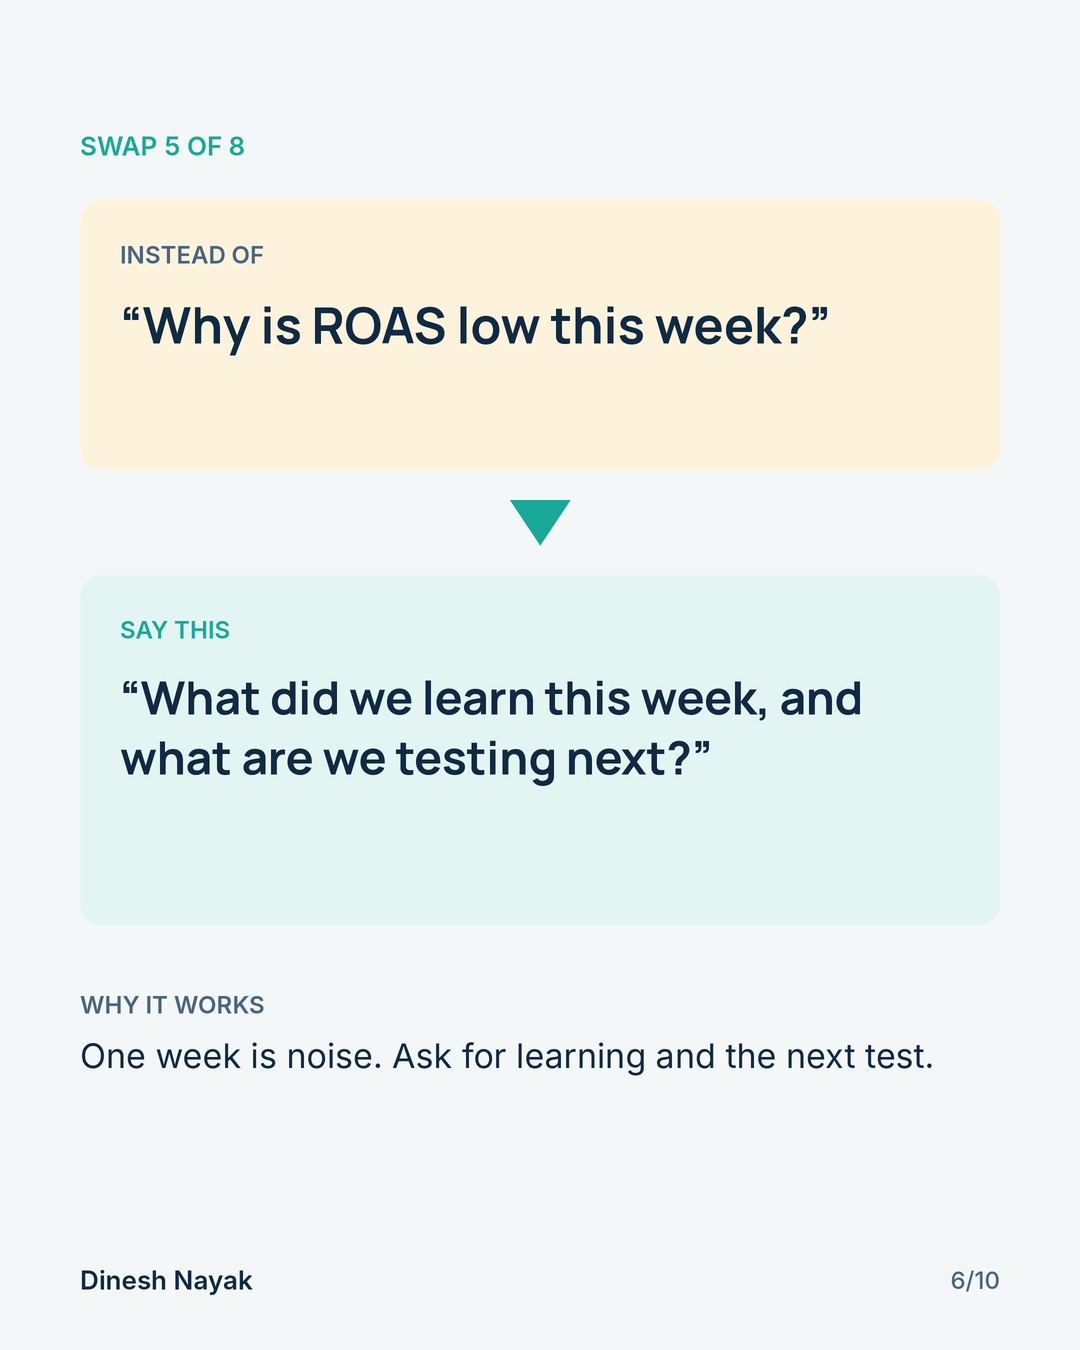 SWAP 5 OF 8
INSTEAD OF
“Why is ROAS low this week?”
SAY THIS
“What did we learn this week, and
what are we testing next?”
WHY IT WORKS
One week is noise. Ask for learning and the next test.
Dinesh Nayak
6/10